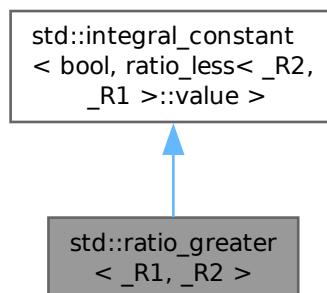 std::integral_constant
< bool, ratio_less< _R2,
_R1 >::value >
std::ratio_greater
< _R1, _R2 >